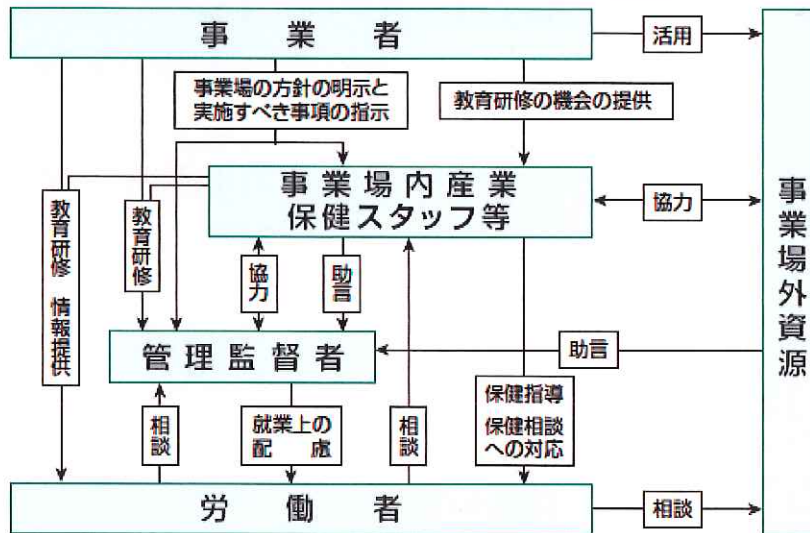 事業者
活用
事業場の方針の明示と
実施すべき事項の指示
教育研修の機会の提供
事業場内産業
保健スタッフ等
協力
事業場外資源
教育研修 情報提供
教育研修
協力
助言
管理監督者
助言
相談
就業上の
配慮
相談
保健指導
保健相談
への対応
労働者
相談